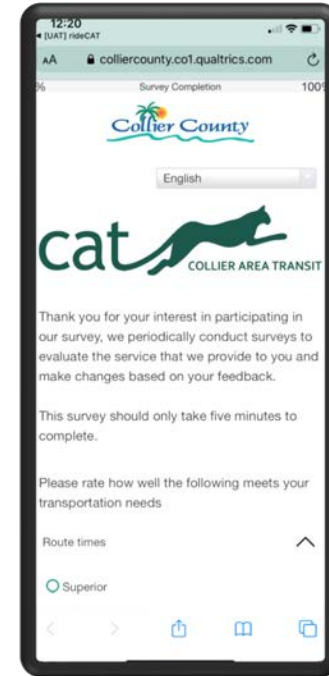 12:20
◀ [UAT] rideCAT
AA colliercounty.co1.qualtrics.com
% Survey Completion 100%
Collier County
English
cat
COLLIER AREA TRANSIT
Thank you for your interest in participating in
our survey, we periodically conduct surveys to
evaluate the service that we provide to you and
make changes based on your feedback.
This survey should only take five minutes to
complete.
Please rate how well the following meets your
transportation needs
Route times
Superior